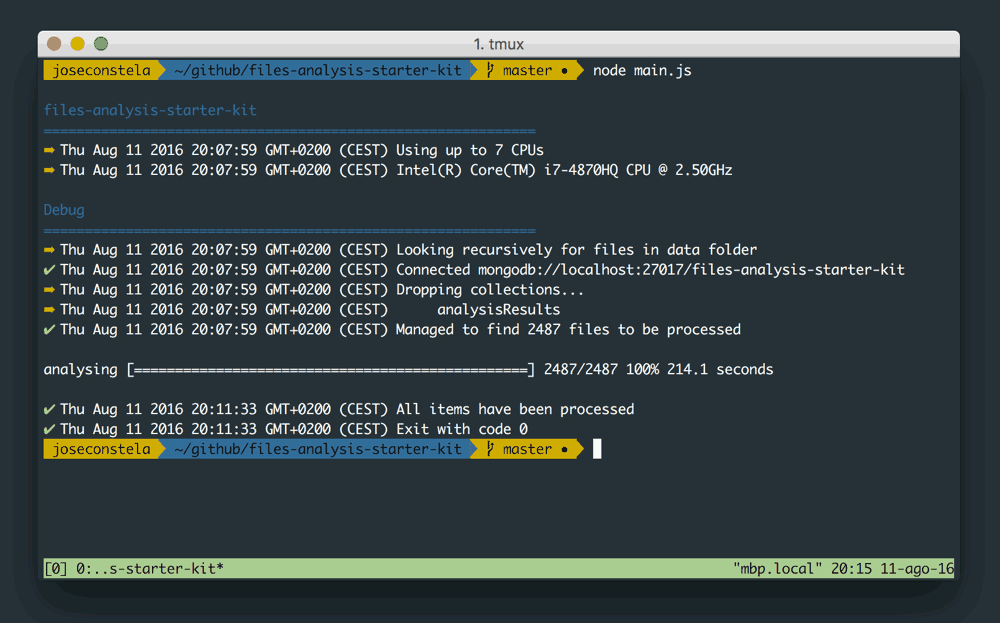 1. tmux
joseconstela ~/github/files-analysis-starter-kit master • node main.js
files-analysis-starter-kit
============================================================
➡ Thu Aug 11 2016 20:07:59 GMT+0200 (CEST) Using up to 7 CPUs
➡ Thu Aug 11 2016 20:07:59 GMT+0200 (CEST) Intel(R) Core(TM) i7-4870HQ CPU @ 2.50GHz
Debug
============================================================
➡ Thu Aug 11 2016 20:07:59 GMT+0200 (CEST) Looking recursively for files in data folder
✔ Thu Aug 11 2016 20:07:59 GMT+0200 (CEST) Connected mongodb://localhost:27017/files-analysis-starter-kit
➡ Thu Aug 11 2016 20:07:59 GMT+0200 (CEST) Dropping collections...
➡ Thu Aug 11 2016 20:07:59 GMT+0200 (CEST) analysisResults
✔ Thu Aug 11 2016 20:07:59 GMT+0200 (CEST) Managed to find 2487 files to be processed
analysing [================================================] 2487/2487 100% 214.1 seconds
✔ Thu Aug 11 2016 20:11:33 GMT+0200 (CEST) All items have been processed
✔ Thu Aug 11 2016 20:11:33 GMT+0200 (CEST) Exit with code 0
joseconstela ~/github/files-analysis-starter-kit master •
[0] 0:..s-starter-kit* "mbp.local" 20:15 11-ago-16